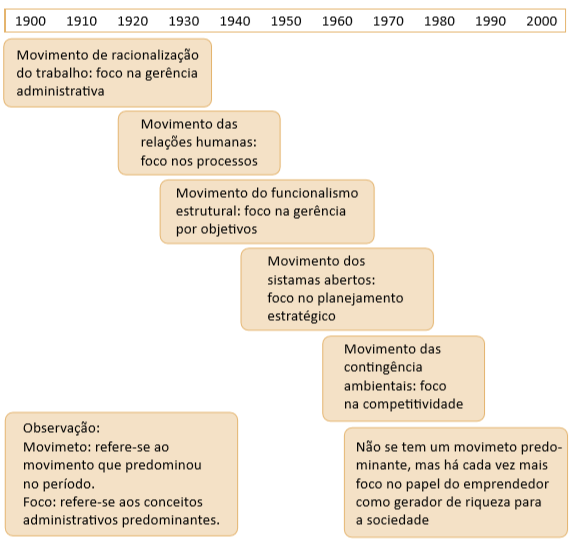 1900 1910 1920 1930 1940 1950 1960 1970 1980 1990 2000
Movimento de racionalização
do trabalho: foco na gerência
administrativa
Movimento das
relações humanas:
foco nos processos
Movimento do funcionalismo
estrutural: foco na gerência
por objetivos
Movimento dos
sistamas abertos:
foco no planejamento
estratégico
Movimento das
contingência
ambientais: foco
na competitividade
Observação:
Movimeto: refere-se ao
movimento que predominou
no período.
Foco: refere-se aos conceitos
administrativos predominantes.
Não se tem um movimeto predo-
minante, mas há cada vez mais
foco no papel do emprendedor
como gerador de riqueza para
a sociedade